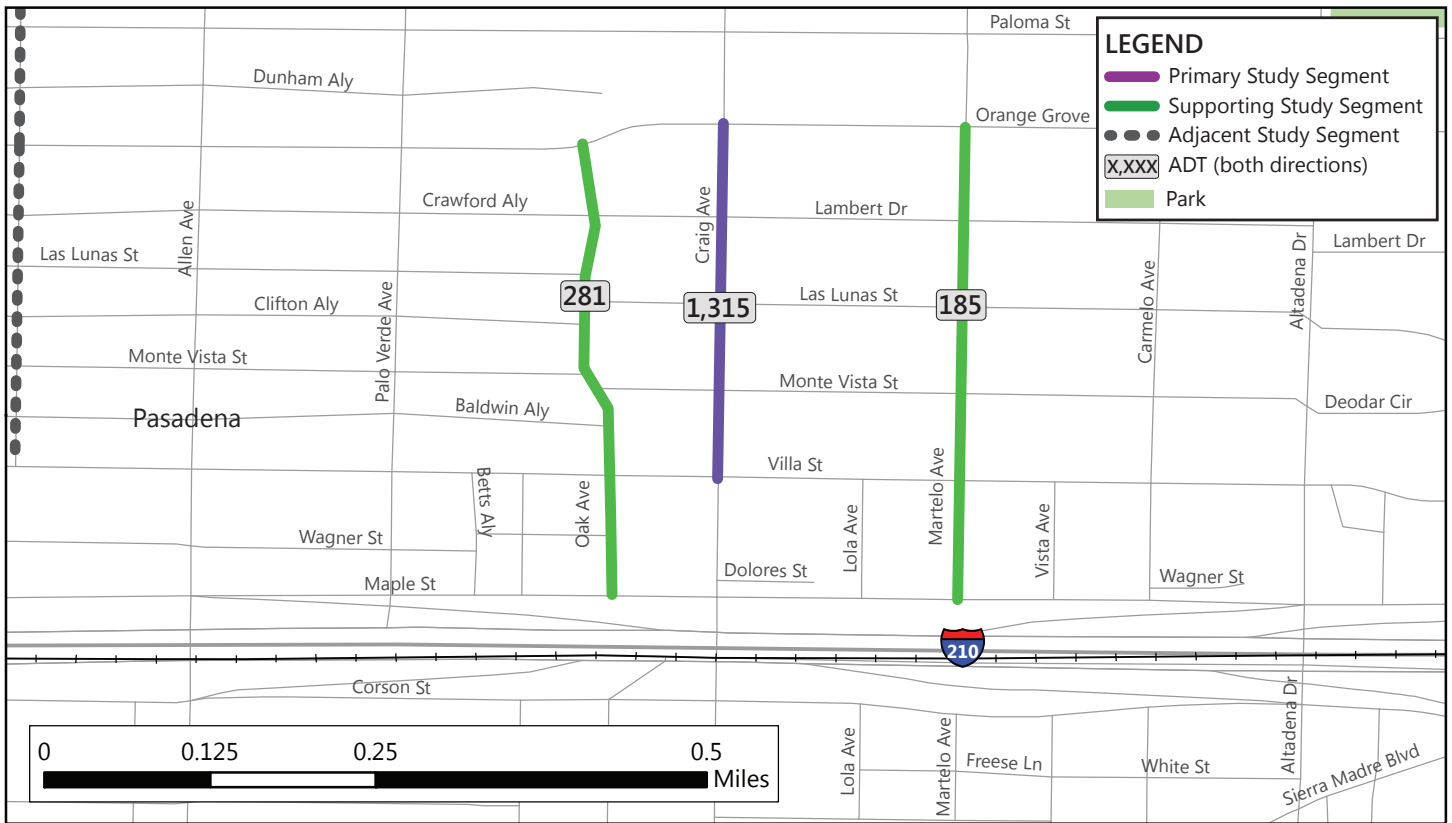 Paloma St
LEGEND
Primary Study Segment
Supporting Study Segment
Adjacent Study Segment
X,XXX ADT (both directions)
Park
Dunham Aly
Orange Grove
Crawford Aly
Lambert Dr
Allen Ave
Craig Ave
Las Lunas St
Lambert Dr
Altadena Dr
Carmelo Ave
Palo Verde Ave
Clifton Aly
281
1,315
Las Lunas St
185
Monte Vista St
Monte Vista St
Pasadena
Baldwin Aly
Deodar Cir
Villa St
Betts Aly
Oak Ave
Martelo Ave
Lola Ave
Vista Ave
Wagner St
Dolores St
Maple St
Wagner St
210
Corson St
Altadena Dr
Lola Ave
Martelo Ave
Freese Ln
White St
Sierra Madre Blvd
0 0.125 0.25 0.5
Miles